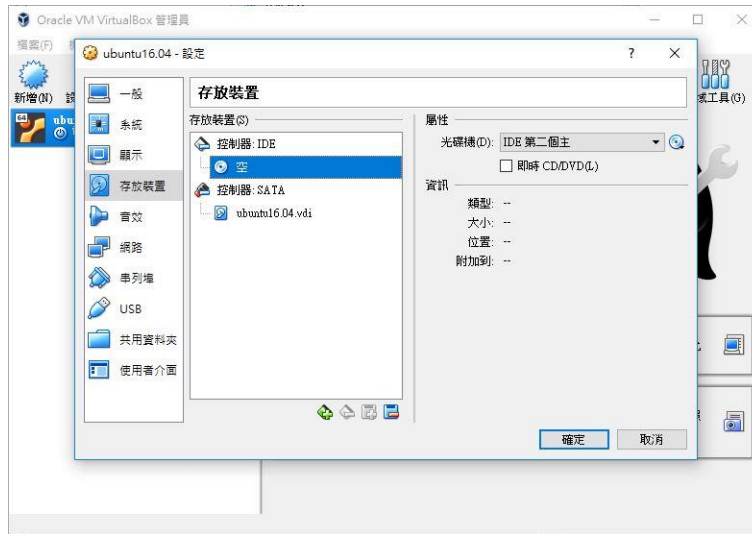 Oracle VM VirtualBox 管理員
檔案(F)
ubuntu16.04 - 設定
? 
新增(N)
64
一般
系統
顯示
存放裝置
音效
網路
串列埠
USB
共用資料夾
使用者介面
存放裝置
存放裝置(S)
控制器: IDE
空
控制器: SATA
ubuntu16.04.vdi
屬性
光碟機(D): IDE 第二個主
即時 CD/DVD(L)
資訊
類型: --
大小: --
位置: --
附加到: --
確定
取消
域工具(G)